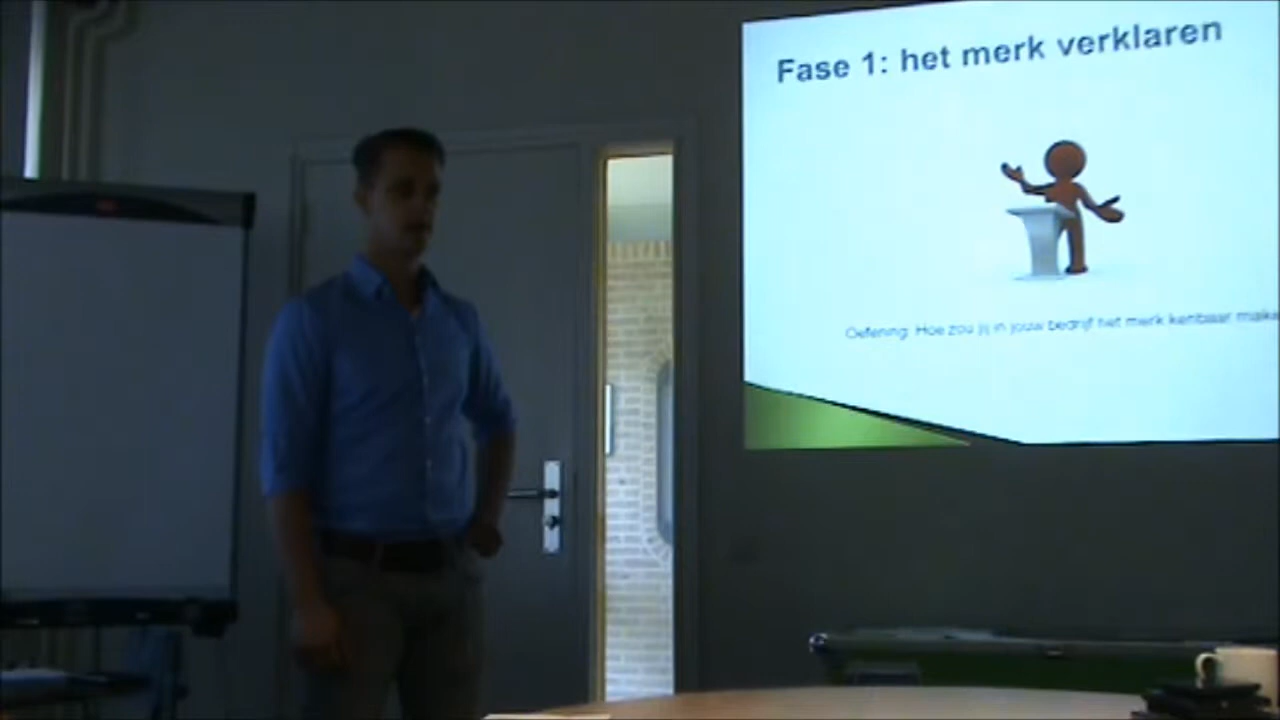 Fase 1: het merk verklaren
Oefening: Hoe zou jij in jouw bedrijf het merk kenbaar make